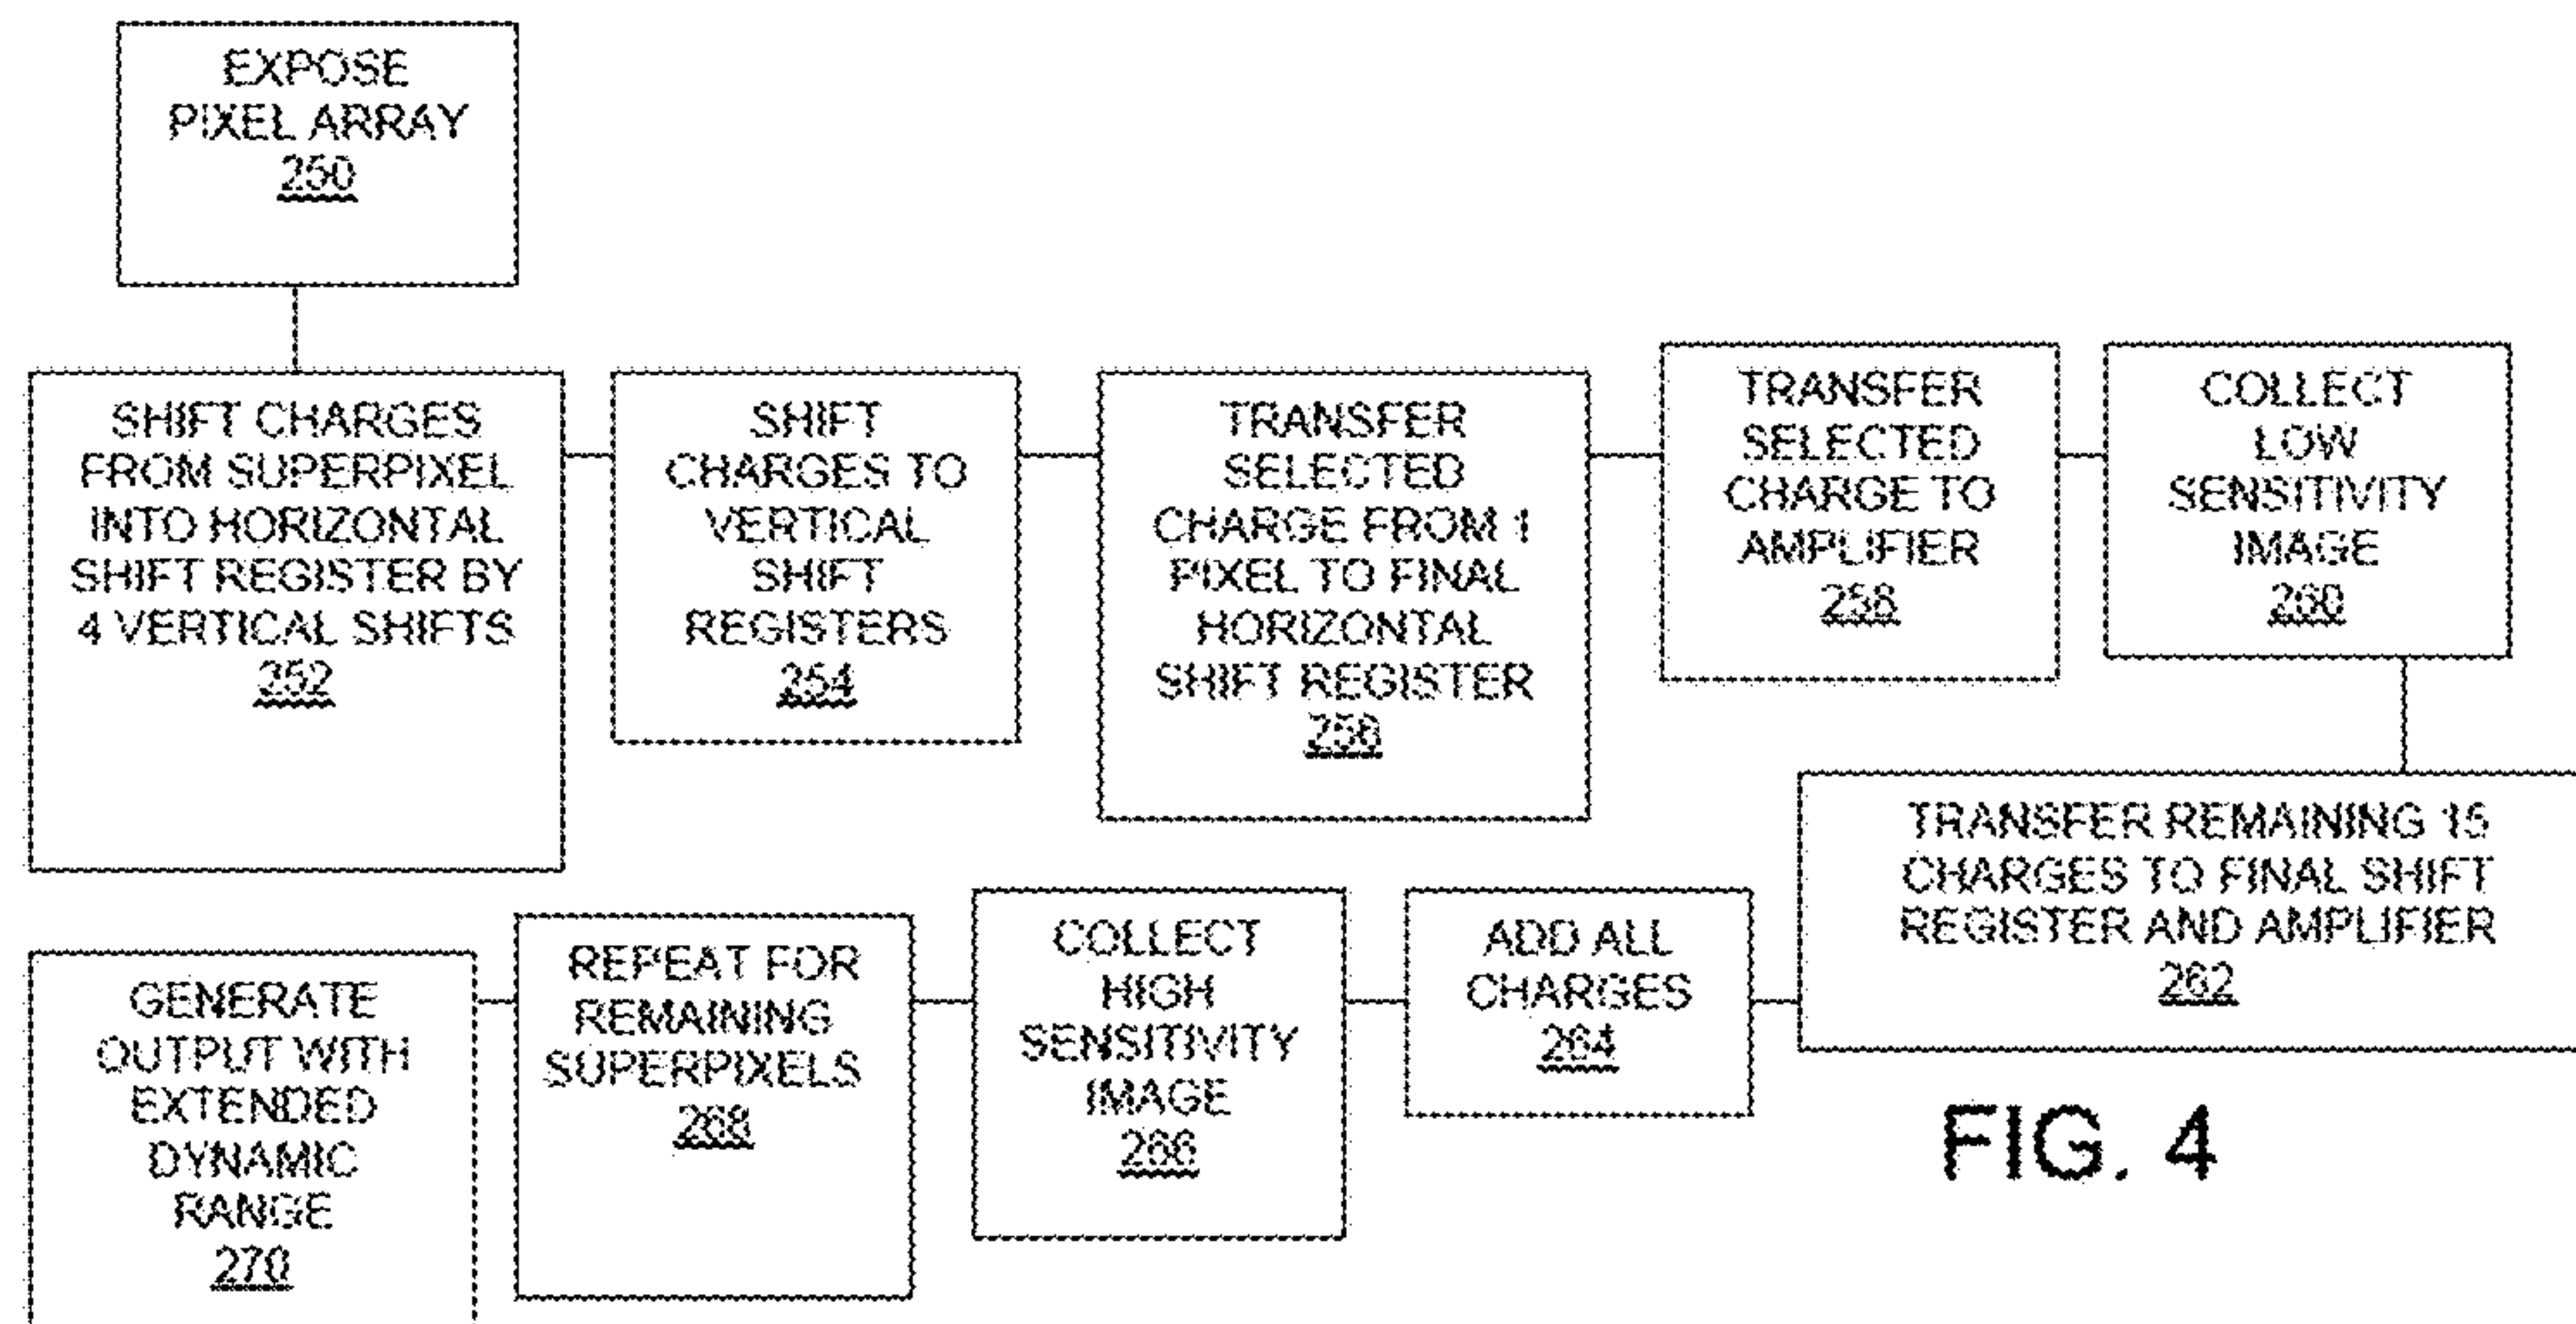 EXPOSE
PIXEL ARRAY
250
SHIFT CHARGES
FROM SUPERPIXEL
INTO HORIZONTAL
SHIFT REGISTER BY
4 VERTICAL SHIFTS
252
SHIFT
CHARGES TO
VERTICAL
SHIFT
REGISTERS
254
TRANSFER
SELECTED
CHARGE FROM 1
PIXEL TO FINAL
HORIZONTAL
SHIFT REGISTER
256
TRANSFER
SELECTED
CHARGE TO
AMPLIFIER
258
COLLECT
LOW
SENSITIVITY
IMAGE
260
TRANSFER REMAINING 15
CHARGES TO FINAL SHIFT
REGISTER AND AMPLIFIER
262
ADD ALL
CHARGES
264
COLLECT
HIGH
SENSITIVITY
IMAGE
266
REPEAT FOR
REMAINING
SUPERPIXELS
268
GENERATE
OUTPUT WITH
EXTENDED
DYNAMIC
RANGE
270
FIG. 4